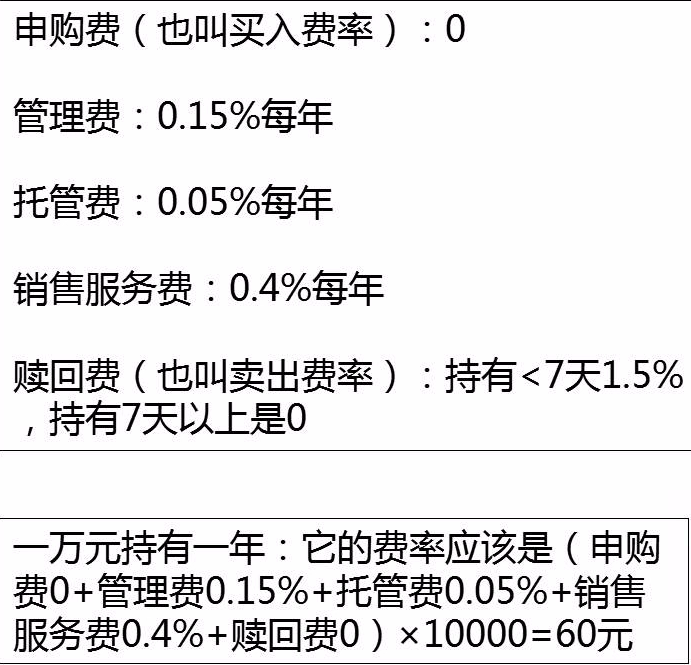 申购费（也叫买入费率）：0
管理费：0.15%每年
托管费：0.05%每年
销售服务费：0.4%每年
赎回费（也叫卖出费率）：持有<7天1.5%
，持有7天以上是0
一万元持有一年：它的费率应该是（申购
费0+管理费0.15%+托管费0.05%+销售
服务费0.4%+赎回费0）×10000=60元